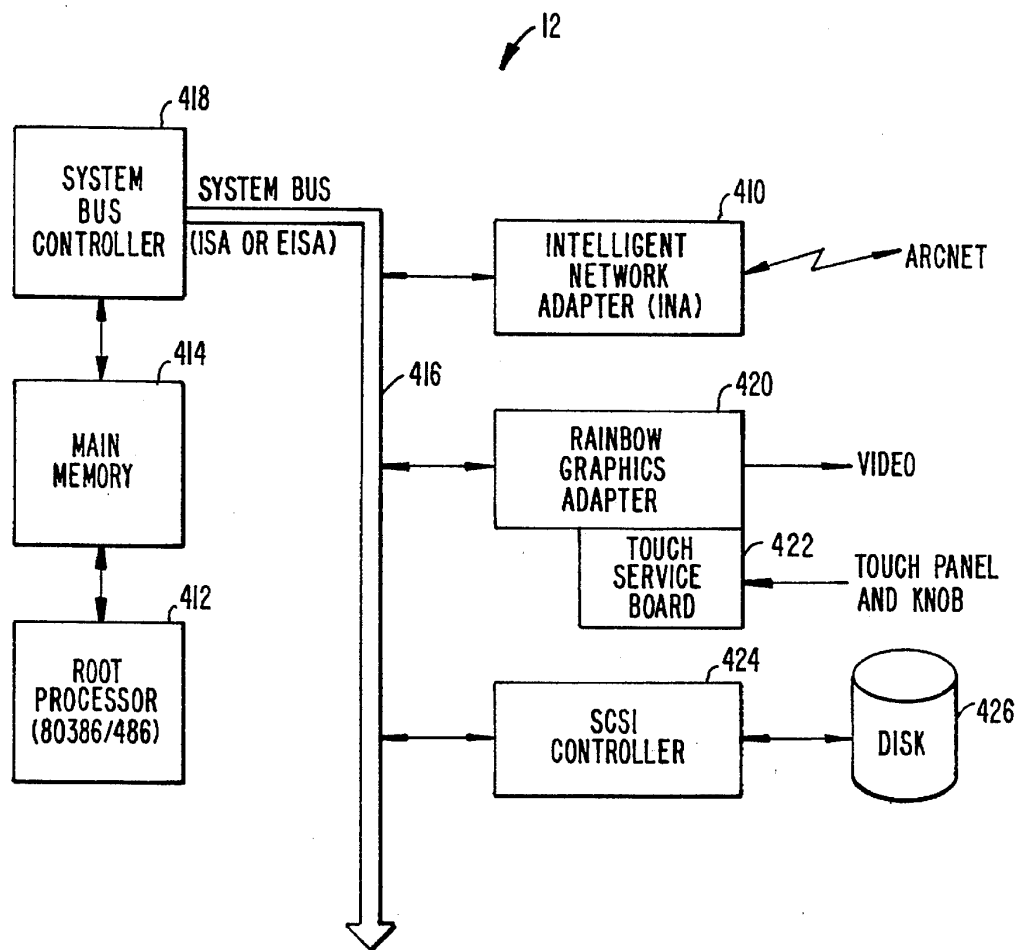 12
418
SYSTEM
BUS
CONTROLLER
SYSTEM BUS
(ISA OR EISA)
410
INTELLIGENT
NETWORK
ADAPTER (INA)
ARCNET
414
MAIN
MEMORY
416
420
RAINBOW
GRAPHICS
ADAPTER
VIDEO
422
TOUCH
SERVICE
BOARD
TOUCH PANEL
AND KNOB
412
ROOT
PROCESSOR
(80386/486)
424
SCSI
CONTROLLER
DISK
426